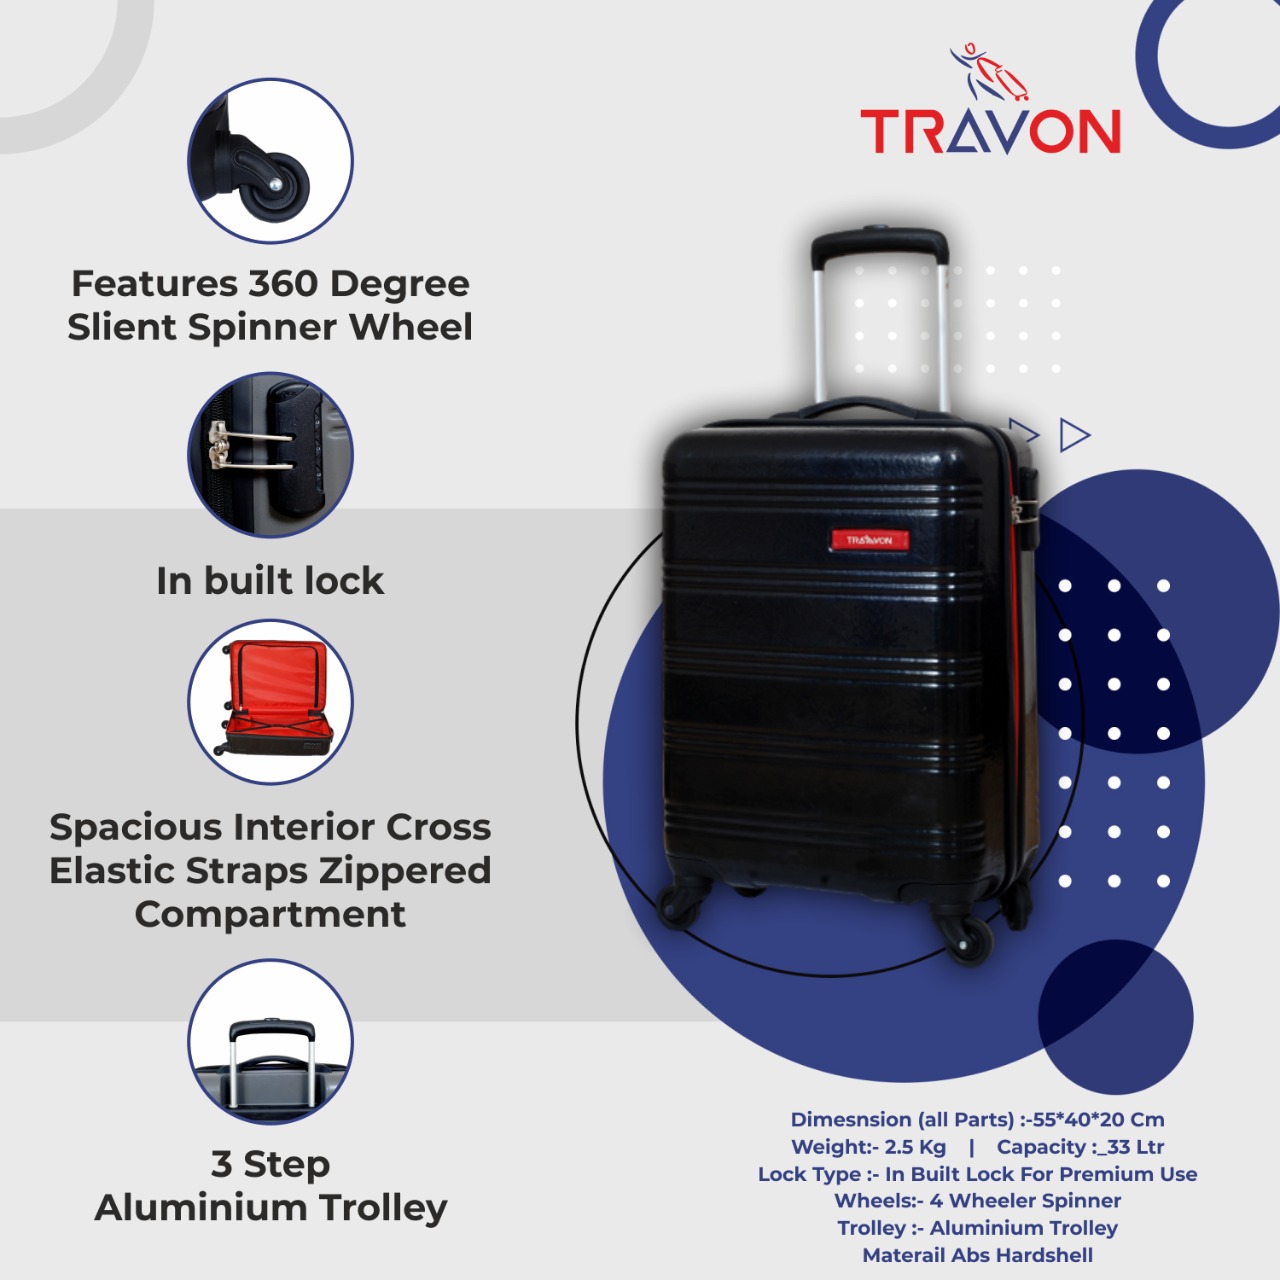 TRAVON
Features 360 Degree
Slient Spinner Wheel
In built lock
Spacious Interior Cross
Elastic Straps Zippered
Compartment
3 Step
Aluminium Trolley
TRAVON
Dimesnsion (all Parts) :-55*40*20 Cm
Weight:- 2.5 Kg | Capacity :_33 Ltr
Lock Type :- In Built Lock For Premium Use
Wheels:- 4 Wheeler Spinner
Trolley :- Aluminium Trolley
Materail Abs Hardshell